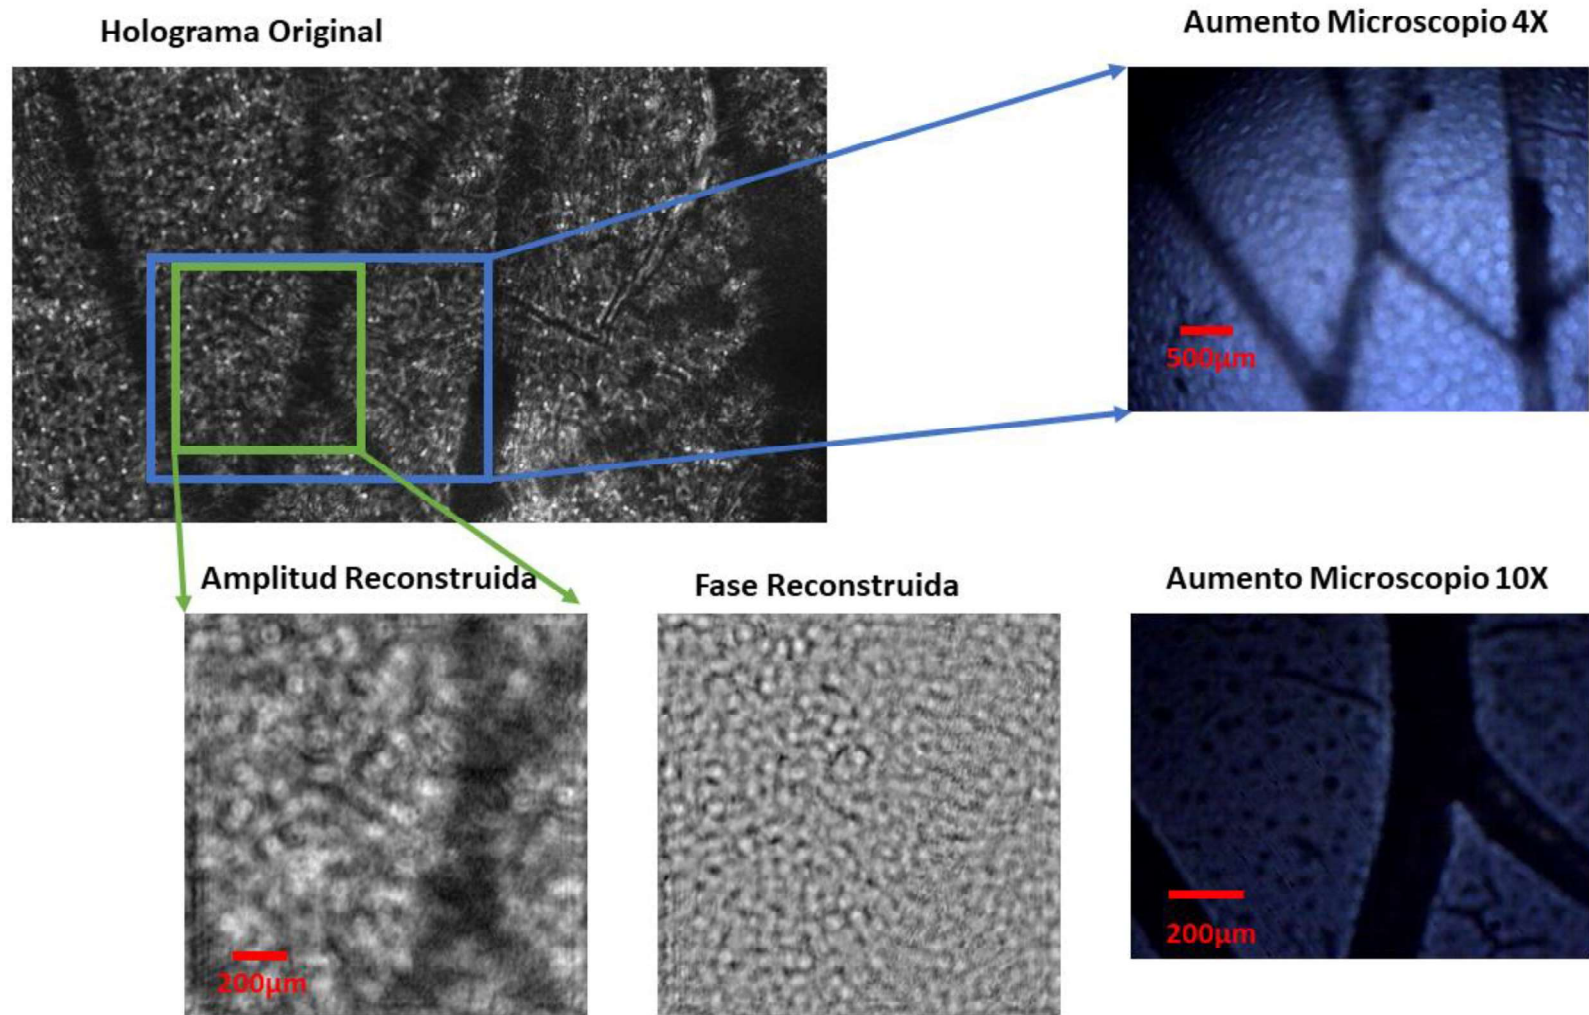 Holograma Original
Aumento Microscopio 4X
500µm
Amplitud Reconstruida
Fase Reconstruida
Aumento Microscopio 10X
200µm
200µm